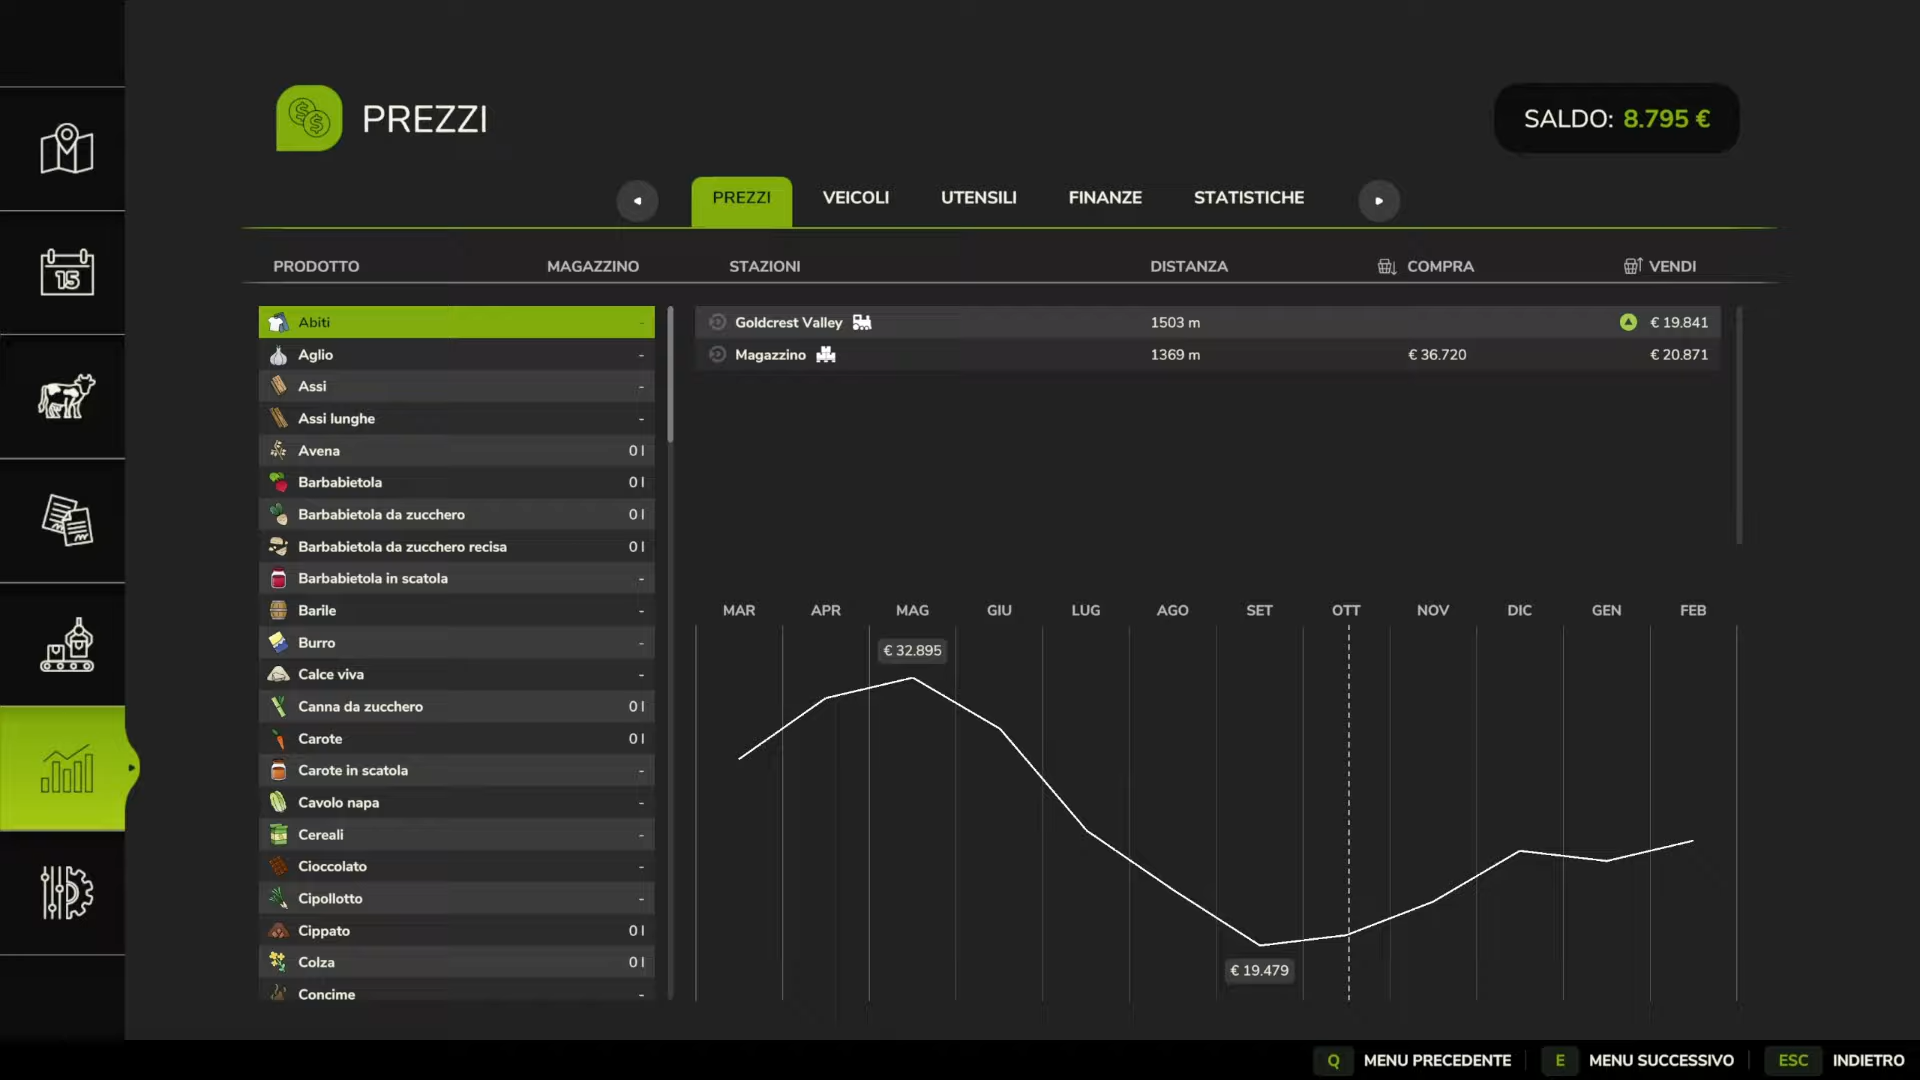 PREZZI
SALDO: 8.795 €
PREZZI VEICOLI UTENSILI FINANZE STATISTICHE
PRODOTTO MAGAZZINO STAZIONI DISTANZA COMPRA VENDI
Abiti -
Aglio -
Assi -
Assi lunghe -
Avena 0 l
Barbabietola 0 l
Barbabietola da zucchero 0 l
Barbabietola da zucchero recisa 0 l
Barbabietola in scatola -
Barile -
Burro -
Calce viva -
Canna da zucchero 0 l
Carote 0 l
Carote in scatola -
Cavolo napa -
Cereali -
Cioccolato -
Cipollotto -
Cippato 0 l
Colza 0 l
Concime -
Goldcrest Valley 1503 m € 19.841
Magazzino 1369 m € 36.720 € 20.871
MAR APR MAG GIU LUG AGO SET OTT NOV DIC GEN FEB
€ 32.895
€ 19.479
15
Q MENU PRECEDENTE E MENU SUCCESSIVO ESC INDIETRO